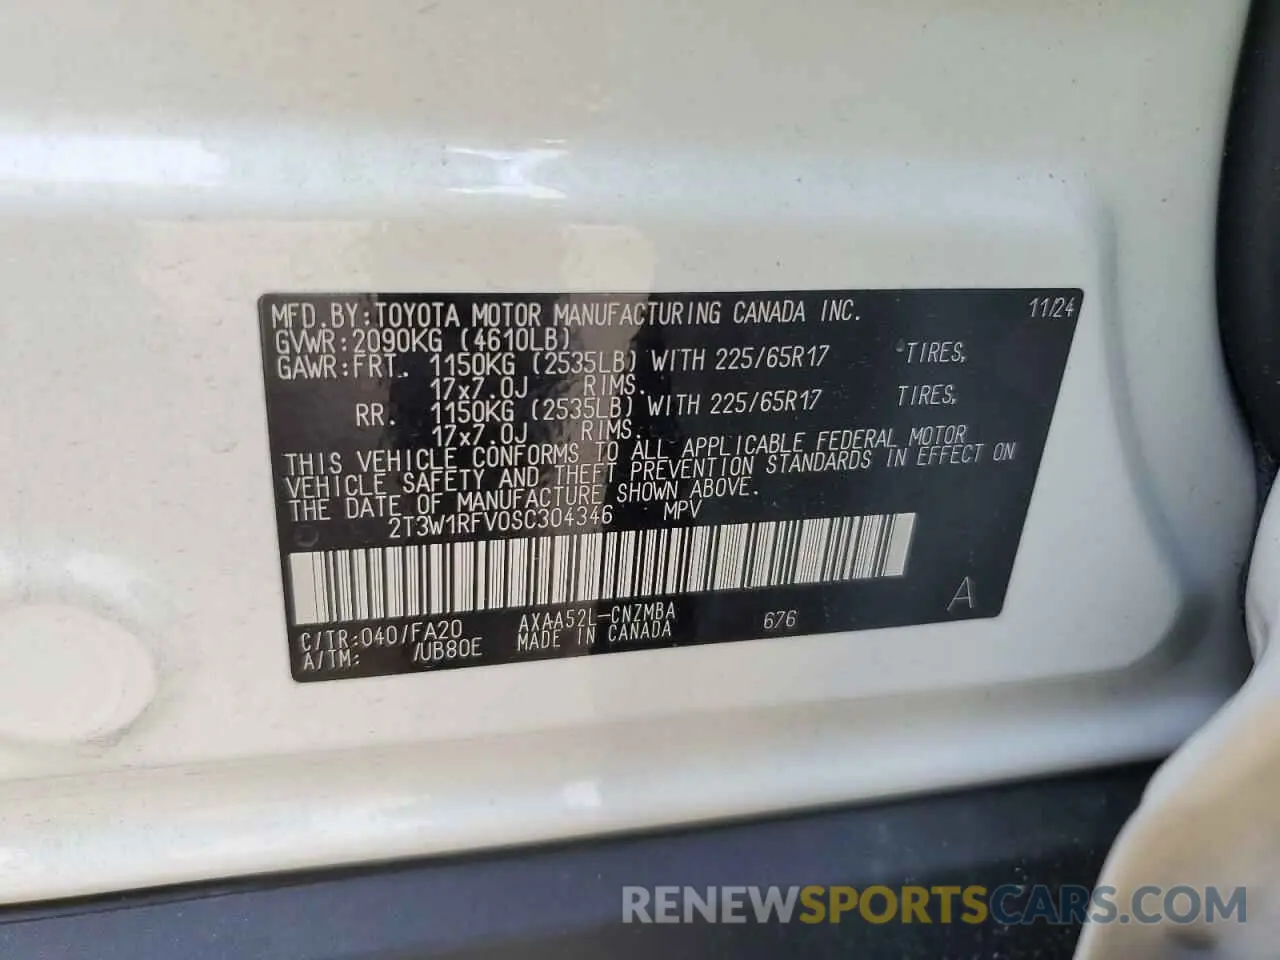 MFD.BY:TOYOTA MOTOR MANUFACTURING CANADA INC. 11/24
GVWR:2090KG (4610LB)
GAWR:FRT. 1150KG (2535LB) WITH 225/65R17 TIRES,
17x7.0J RIMS.
RR. 1150KG (2535LB) WITH 225/65R17 TIRES,
17x7.0J RIMS.
THIS VEHICLE CONFORMS TO ALL APPLICABLE FEDERAL MOTOR
VEHICLE SAFETY AND THEFT PREVENTION STANDARDS IN EFFECT ON
THE DATE OF MANUFACTURE SHOWN ABOVE.
2T3W1RFV0SC304346 MPV
C/TR:040/FA20 AXAA52L-CNZMBA 676 A
A/TM: /UB80E MADE IN CANADA
RENEWSPORTSCARS.COM